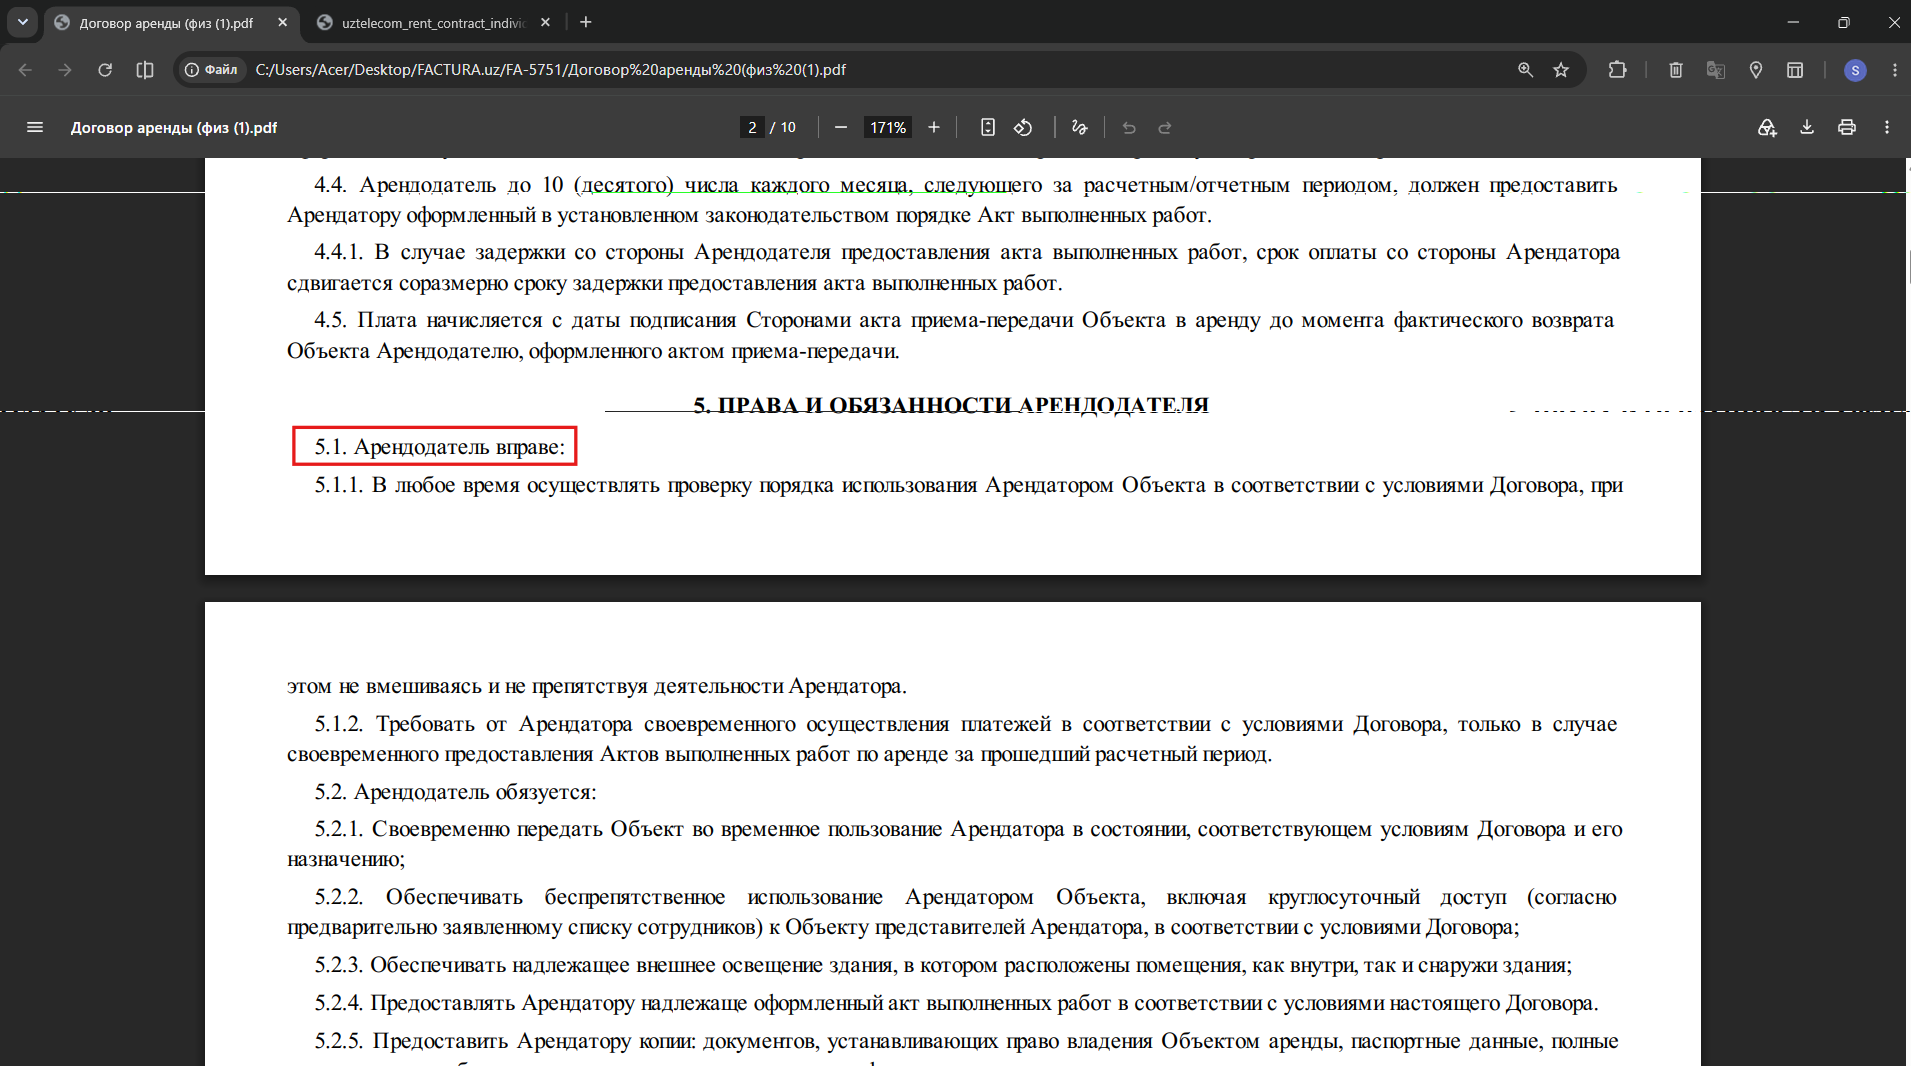 Договор аренды (физ (1).pdf
uztelecom_rent_contract_indivi
Файл
C:/Users/Acer/Desktop/FACTURA.uz/FA-5751/Договор%20аренды%20(физ%20(1).pdf
S
Договор аренды (физ (1).pdf
2 / 10
171%
4.4. Арендодатель до 10 (десятого) числа каждого месяца, следующего за расчетным/отчетным периодом, должен предоставить
Арендатору оформленный в установленном законодательством порядке Акт выполненных работ.
4.4.1. В случае задержки со стороны Арендодателя предоставления акта выполненных работ, срок оплаты со стороны Арендатора
сдвигается соразмерно сроку задержки предоставления акта выполненных работ.
4.5. Плата начисляется с даты подписания Сторонами акта приема-передачи Объекта в аренду до момента фактического возврата
Объекта Арендодателю, оформленного актом приема-передачи.
5. ПРАВА И ОБЯЗАННОСТИ АРЕНДОДАТЕЛЯ
5.1. Арендодатель вправе:
5.1.1. В любое время осуществлять проверку порядка использования Арендатором Объекта в соответствии с условиями Договора, при
этом не вмешиваясь и не препятствуя деятельности Арендатора.
5.1.2. Требовать от Арендатора своевременного осуществления платежей в соответствии с условиями Договора, только в случае
своевременного предоставления Актов выполненных работ по аренде за прошедший расчетный период.
5.2. Арендодатель обязуется:
5.2.1. Своевременно передать Объект во временное пользование Арендатора в состоянии, соответствующем условиям Договора и его
назначению;
5.2.2. Обеспечивать беспрепятственное использование Арендатором Объекта, включая круглосуточный доступ (согласно
предварительно заявленному списку сотрудников) к Объекту представителей Арендатора, в соответствии с условиями Договора;
5.2.3. Обеспечивать надлежащее внешнее освещение здания, в котором расположены помещения, как внутри, так и снаружи здания;
5.2.4. Предоставлять Арендатору надлежаще оформленный акт выполненных работ в соответствии с условиями настоящего Договора.
5.2.5. Предоставить Арендатору копии: документов, устанавливающих право владения Объектом аренды, паспортные данные, полные